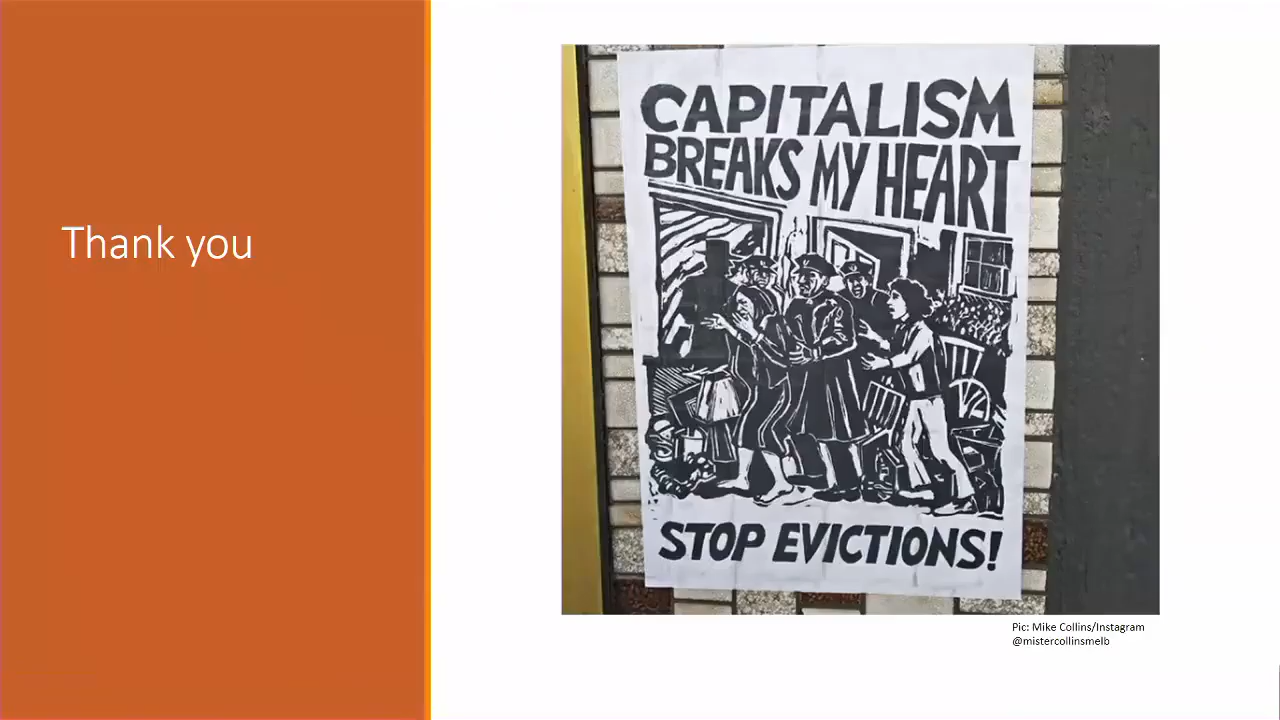 Thank you
CAPITALISM
BREAKS MY HEART
STOP EVICTIONS!
Pic: Mike Collins/Instagram
@mistercollinsmelb